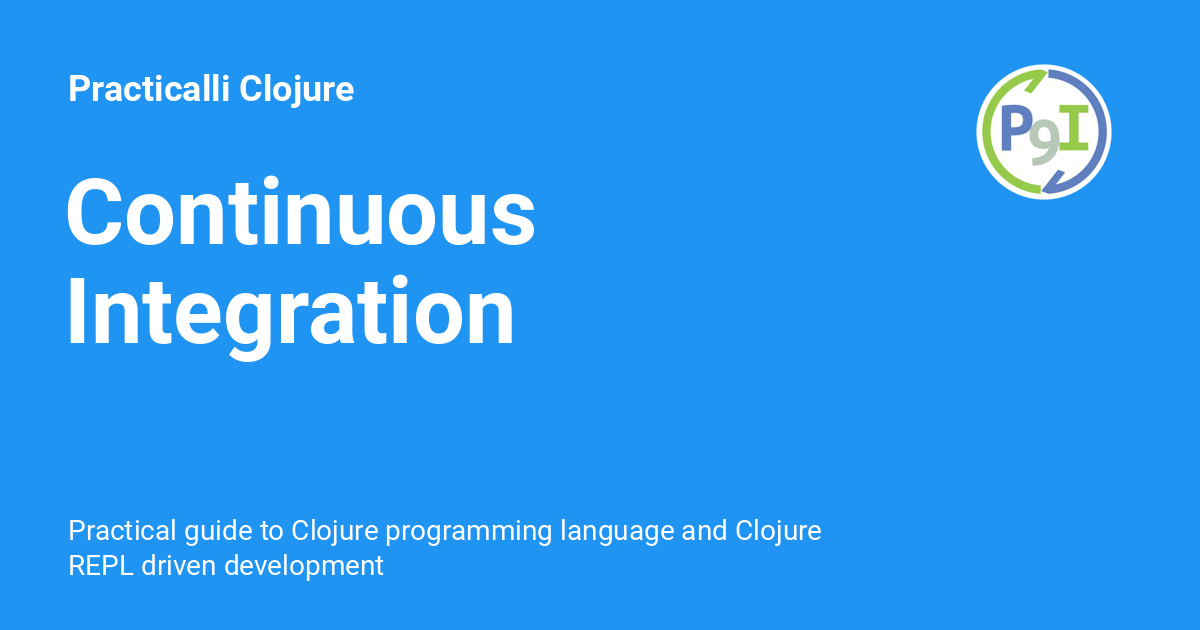 Practicalli Clojure
P9I
Continuous
Integration
Practical guide to Clojure programming language and Clojure
REPL driven development